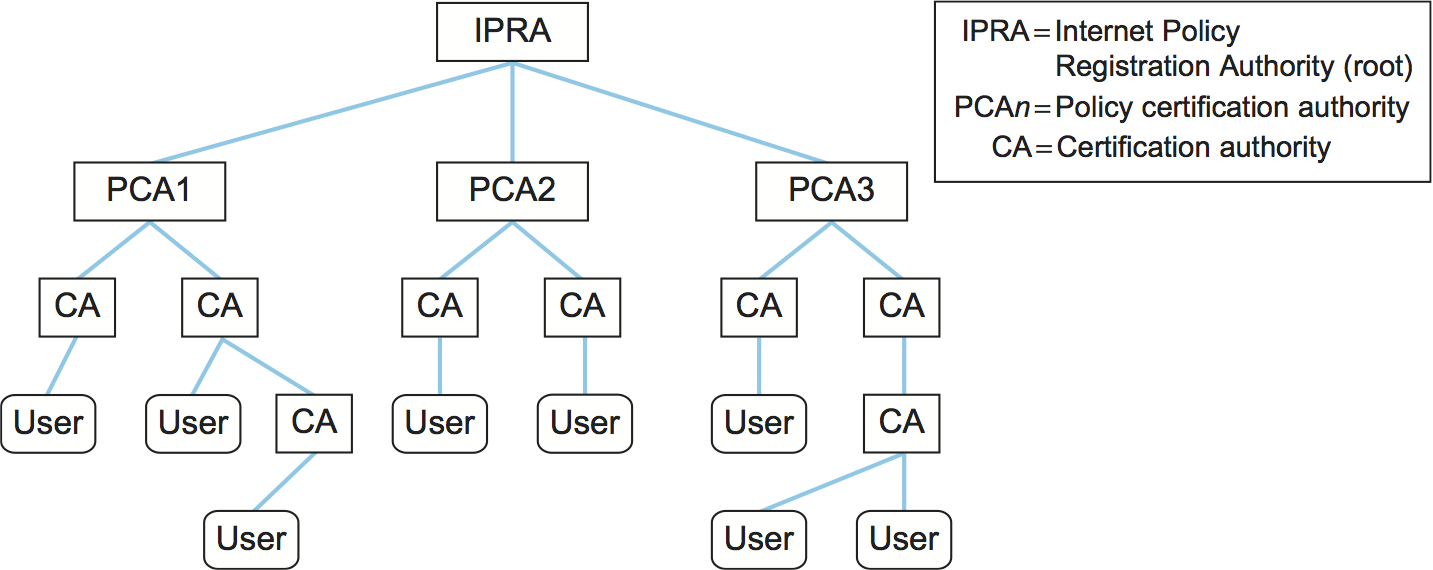 IPRA
IPRA = Internet Policy
Registration Authority (root)
PCAn = Policy certification authority
CA = Certification authority
PCA1 PCA2 PCA3
CA CA CA CA CA CA
User User CA User User User CA
User User User